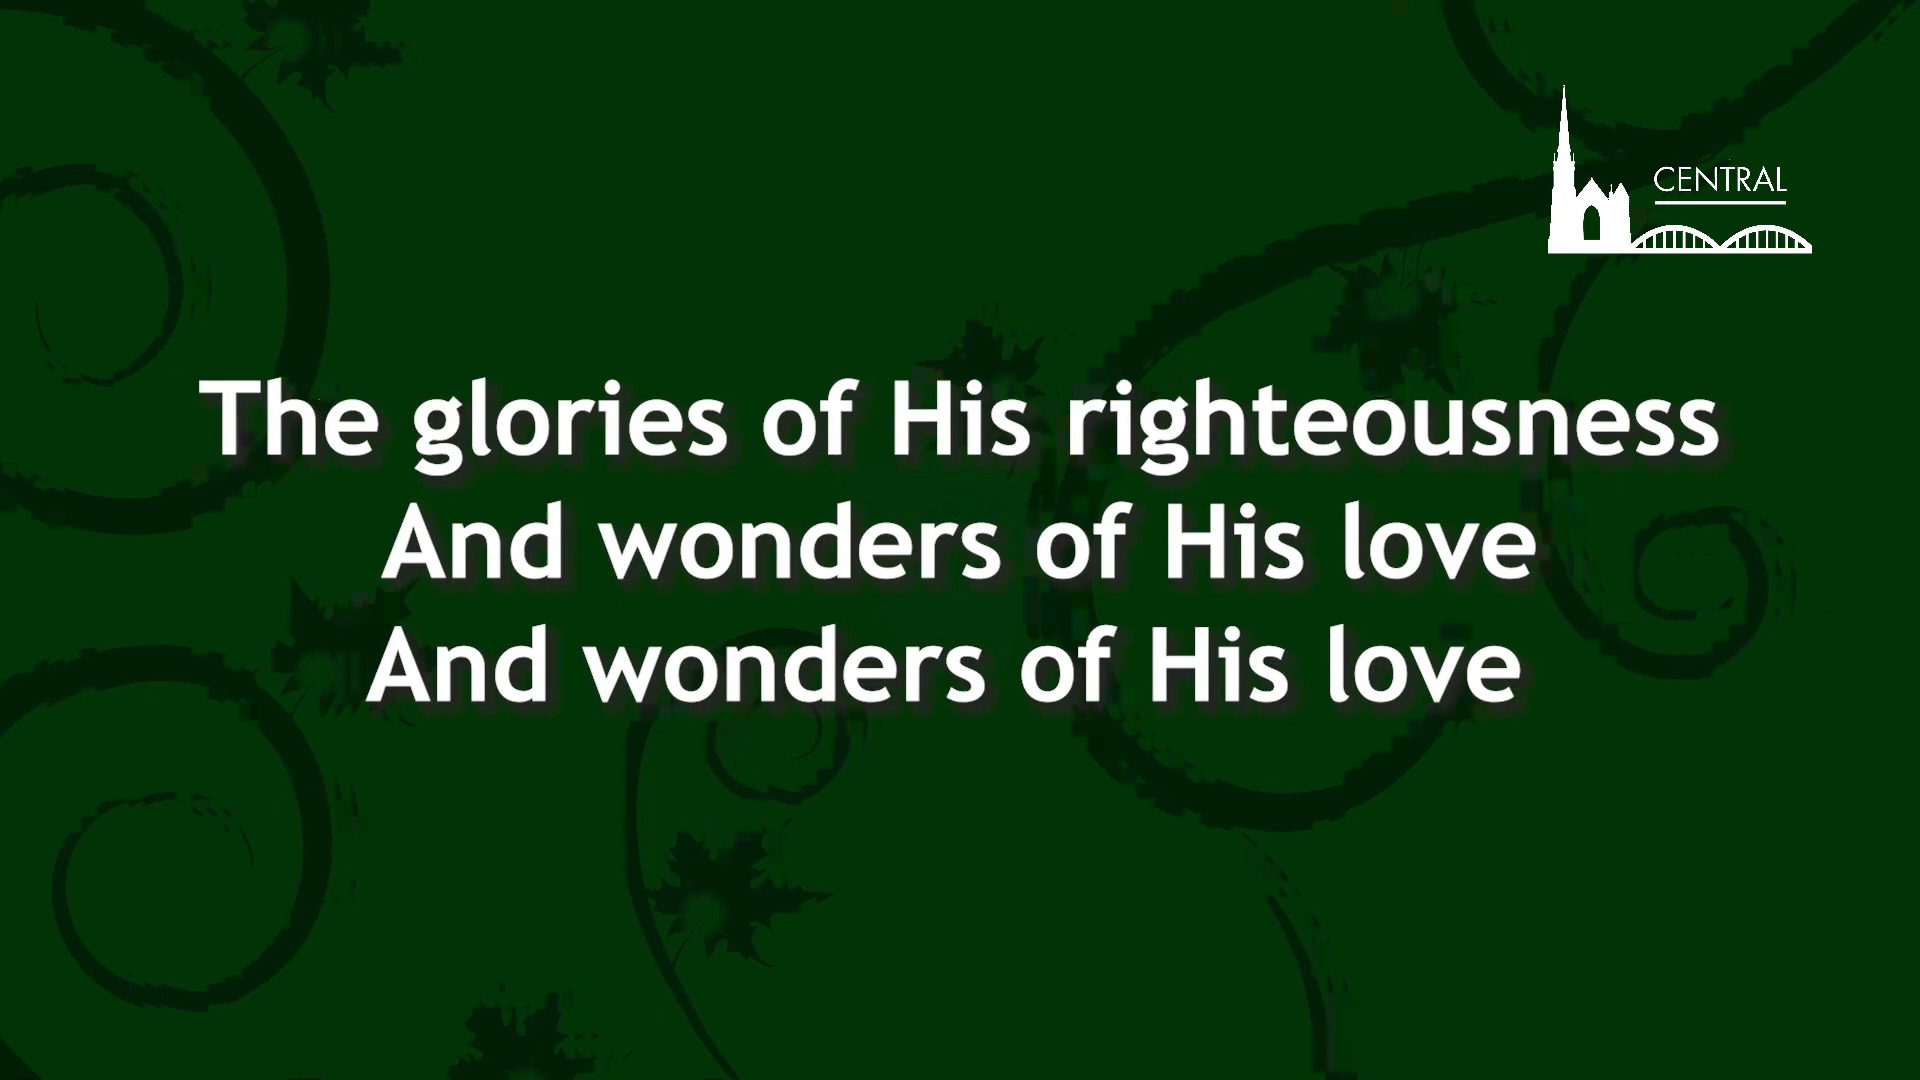 CENTRAL
The glories of His righteousness
And wonders of His love
And wonders of His love